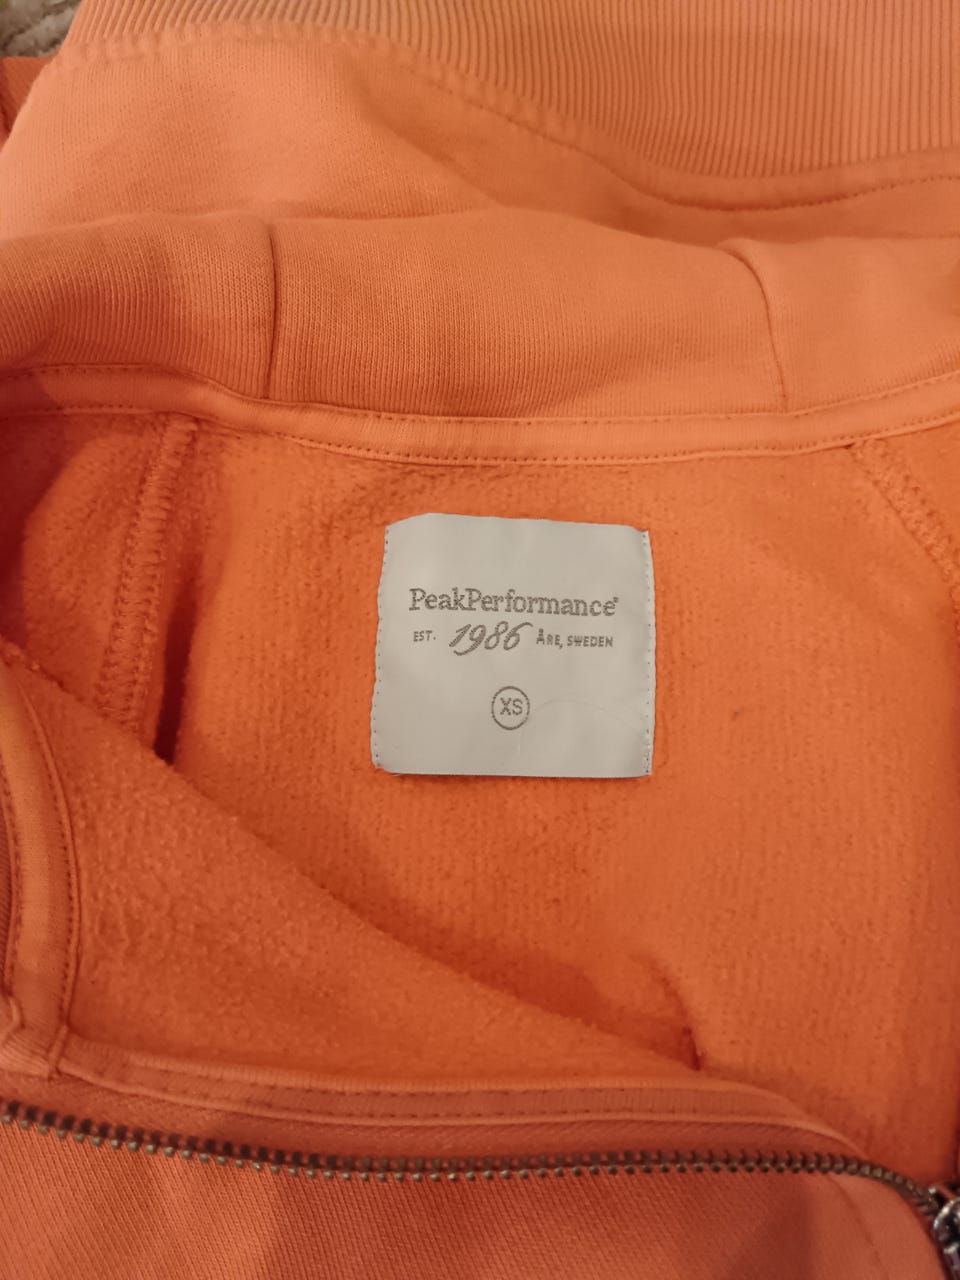 PeakPerformance®
EST. 1986 ÅRE, SWEDEN
XS